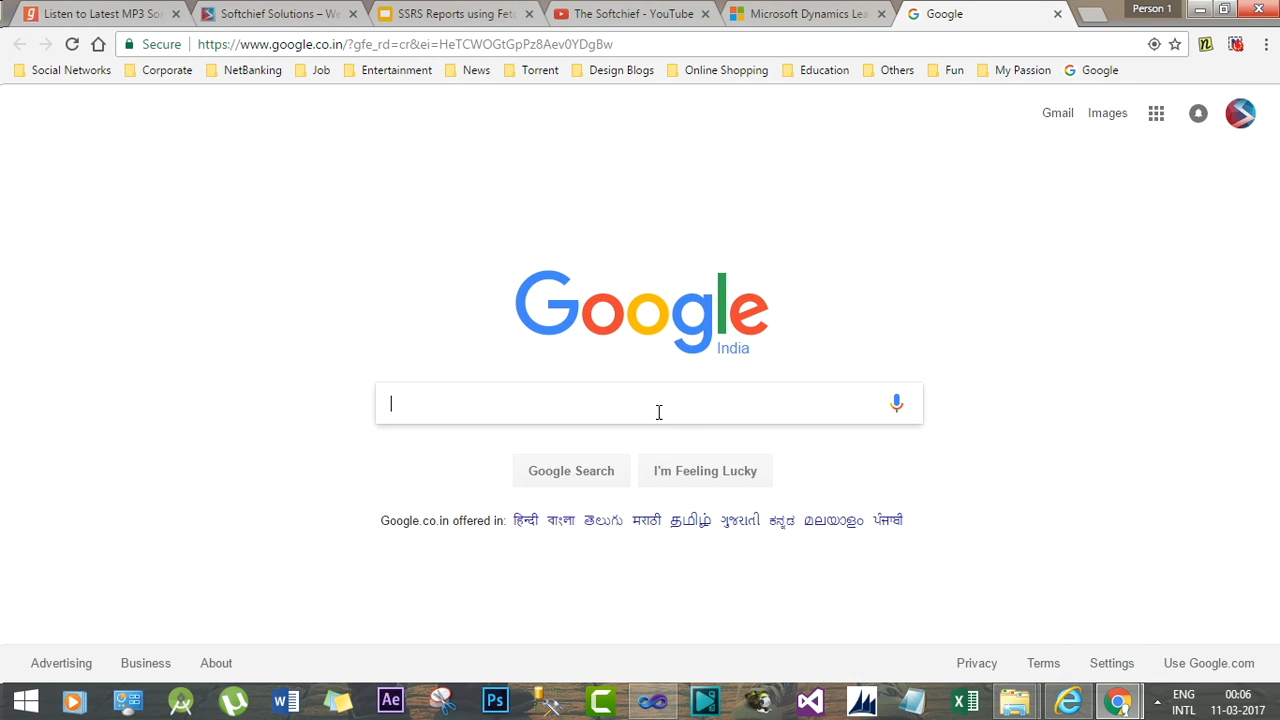 Listen to Latest MP3 Sor
Softchief Solutions – We
SSRS Reports using Fetc
The Softchief - YouTube
Microsoft Dynamics Lea
Google
Person 1
Secure
https://www.google.co.in/?gfe_rd=cr&ei=HeTCWOGtGpPz8Aev0YDgBw
Social Networks
Corporate
NetBanking
Job
Entertainment
News
Torrent
Design Blogs
Online Shopping
Education
Others
Fun
My Passion
Google
Gmail
Images
Google
India
Google Search
I'm Feeling Lucky
Google.co.in offered in: हिन्दी বাংলা తెలుగు मराठी தமிழ் ગુજરાતી ಕನ್ನಡ മലയാളം ਪੰਜਾਬੀ
Advertising
Business
About
Privacy
Terms
Settings
Use Google.com
Ae
Ps
ENG
INTL
00:06
11-03-2017